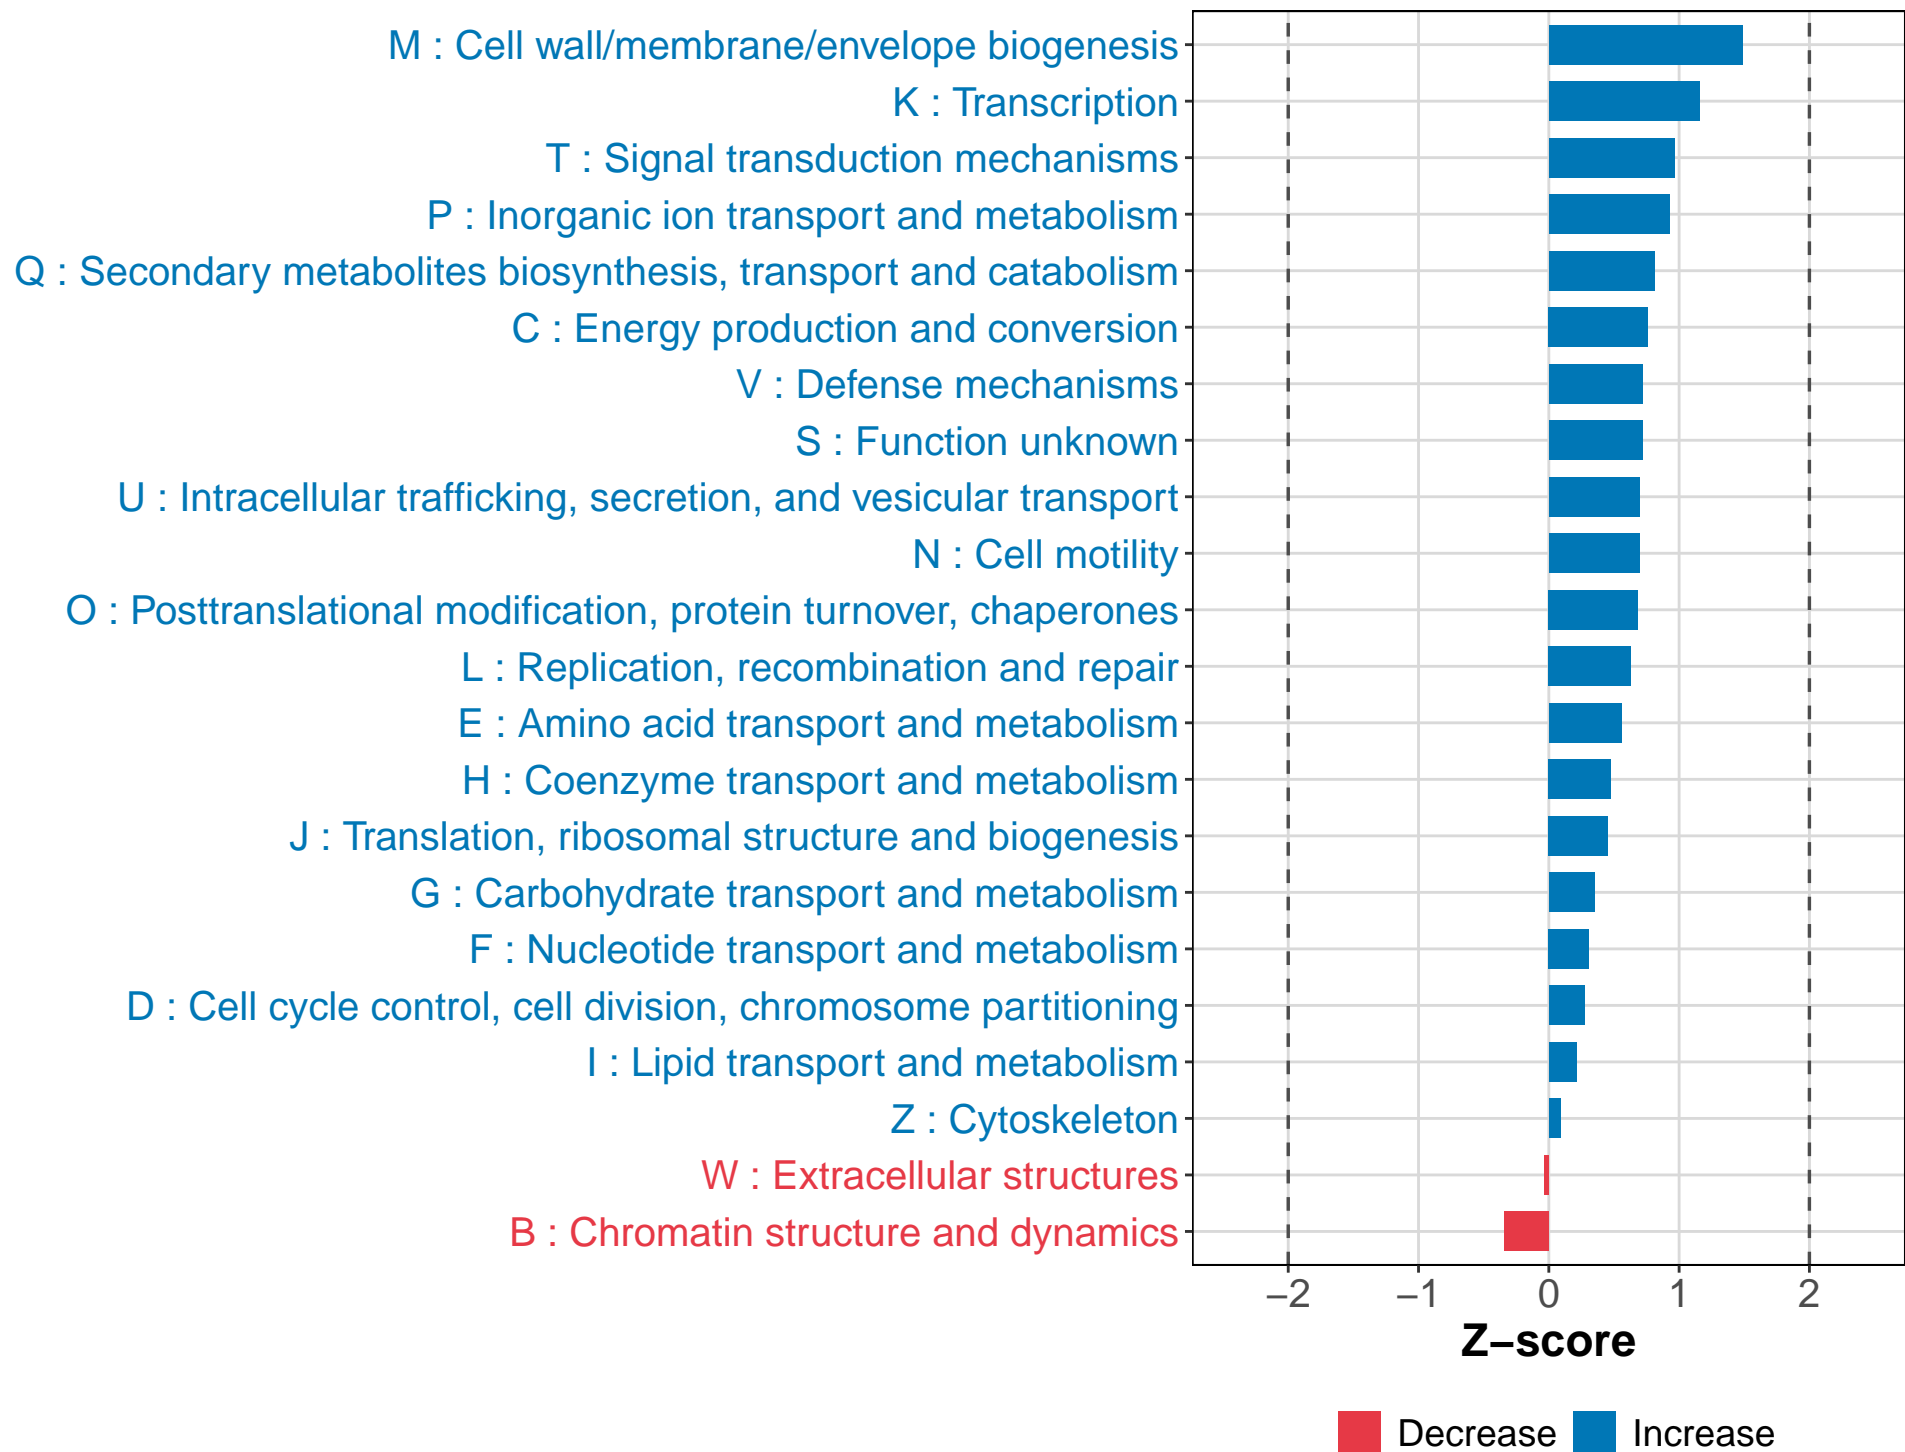 M : Cell wall/membrane/envelope biogenesis
K : Transcription
T : Signal transduction mechanisms
P : Inorganic ion transport and metabolism
Q : Secondary metabolites biosynthesis, transport and catabolism
C : Energy production and conversion
V : Defense mechanisms
S : Function unknown
U : Intracellular trafficking, secretion, and vesicular transport
N : Cell motility
O : Posttranslational modification, protein turnover, chaperones
L : Replication, recombination and repair
E : Amino acid transport and metabolism
H : Coenzyme transport and metabolism
J : Translation, ribosomal structure and biogenesis
G : Carbohydrate transport and metabolism
F : Nucleotide transport and metabolism
D : Cell cycle control, cell division, chromosome partitioning
I : Lipid transport and metabolism
Z : Cytoskeleton
W : Extracellular structures
B : Chromatin structure and dynamics
−2 −1 0 1 2
Z−score
Decrease Increase